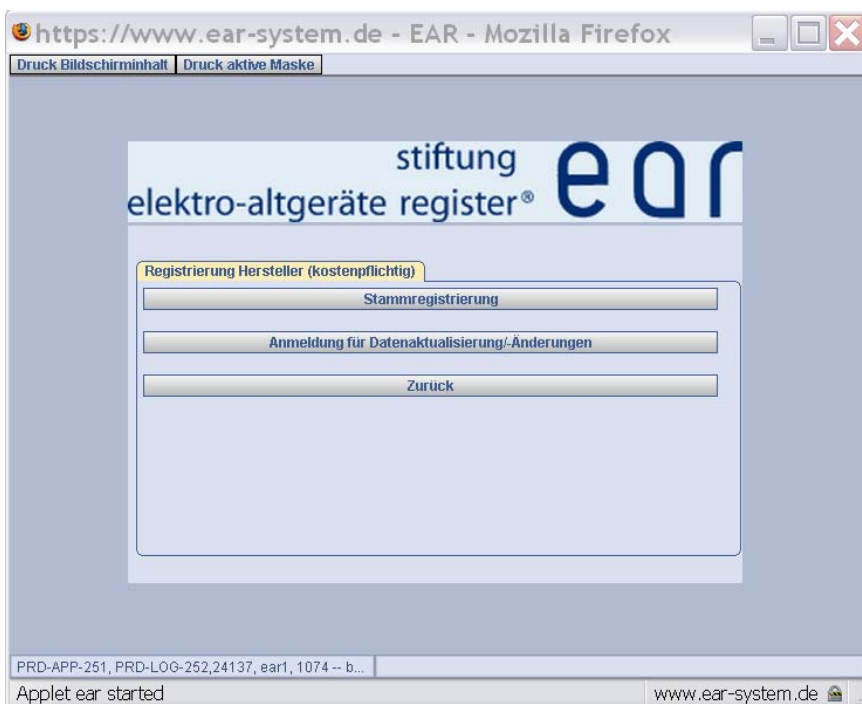 https://www.ear-system.de - EAR - Mozilla Firefox
Druck Bildschirminhalt Druck aktive Maske
stiftung
elektro-altgeräte register®
ear
Registrierung Hersteller (kostenpflichtig)
Stammregistrierung
Anmeldung für Datenaktualisierung/-Änderungen
Zurück
PRD-APP-251, PRD-LOG-252,24137, ear1, 1074 -- b...
Applet ear started www.ear-system.de